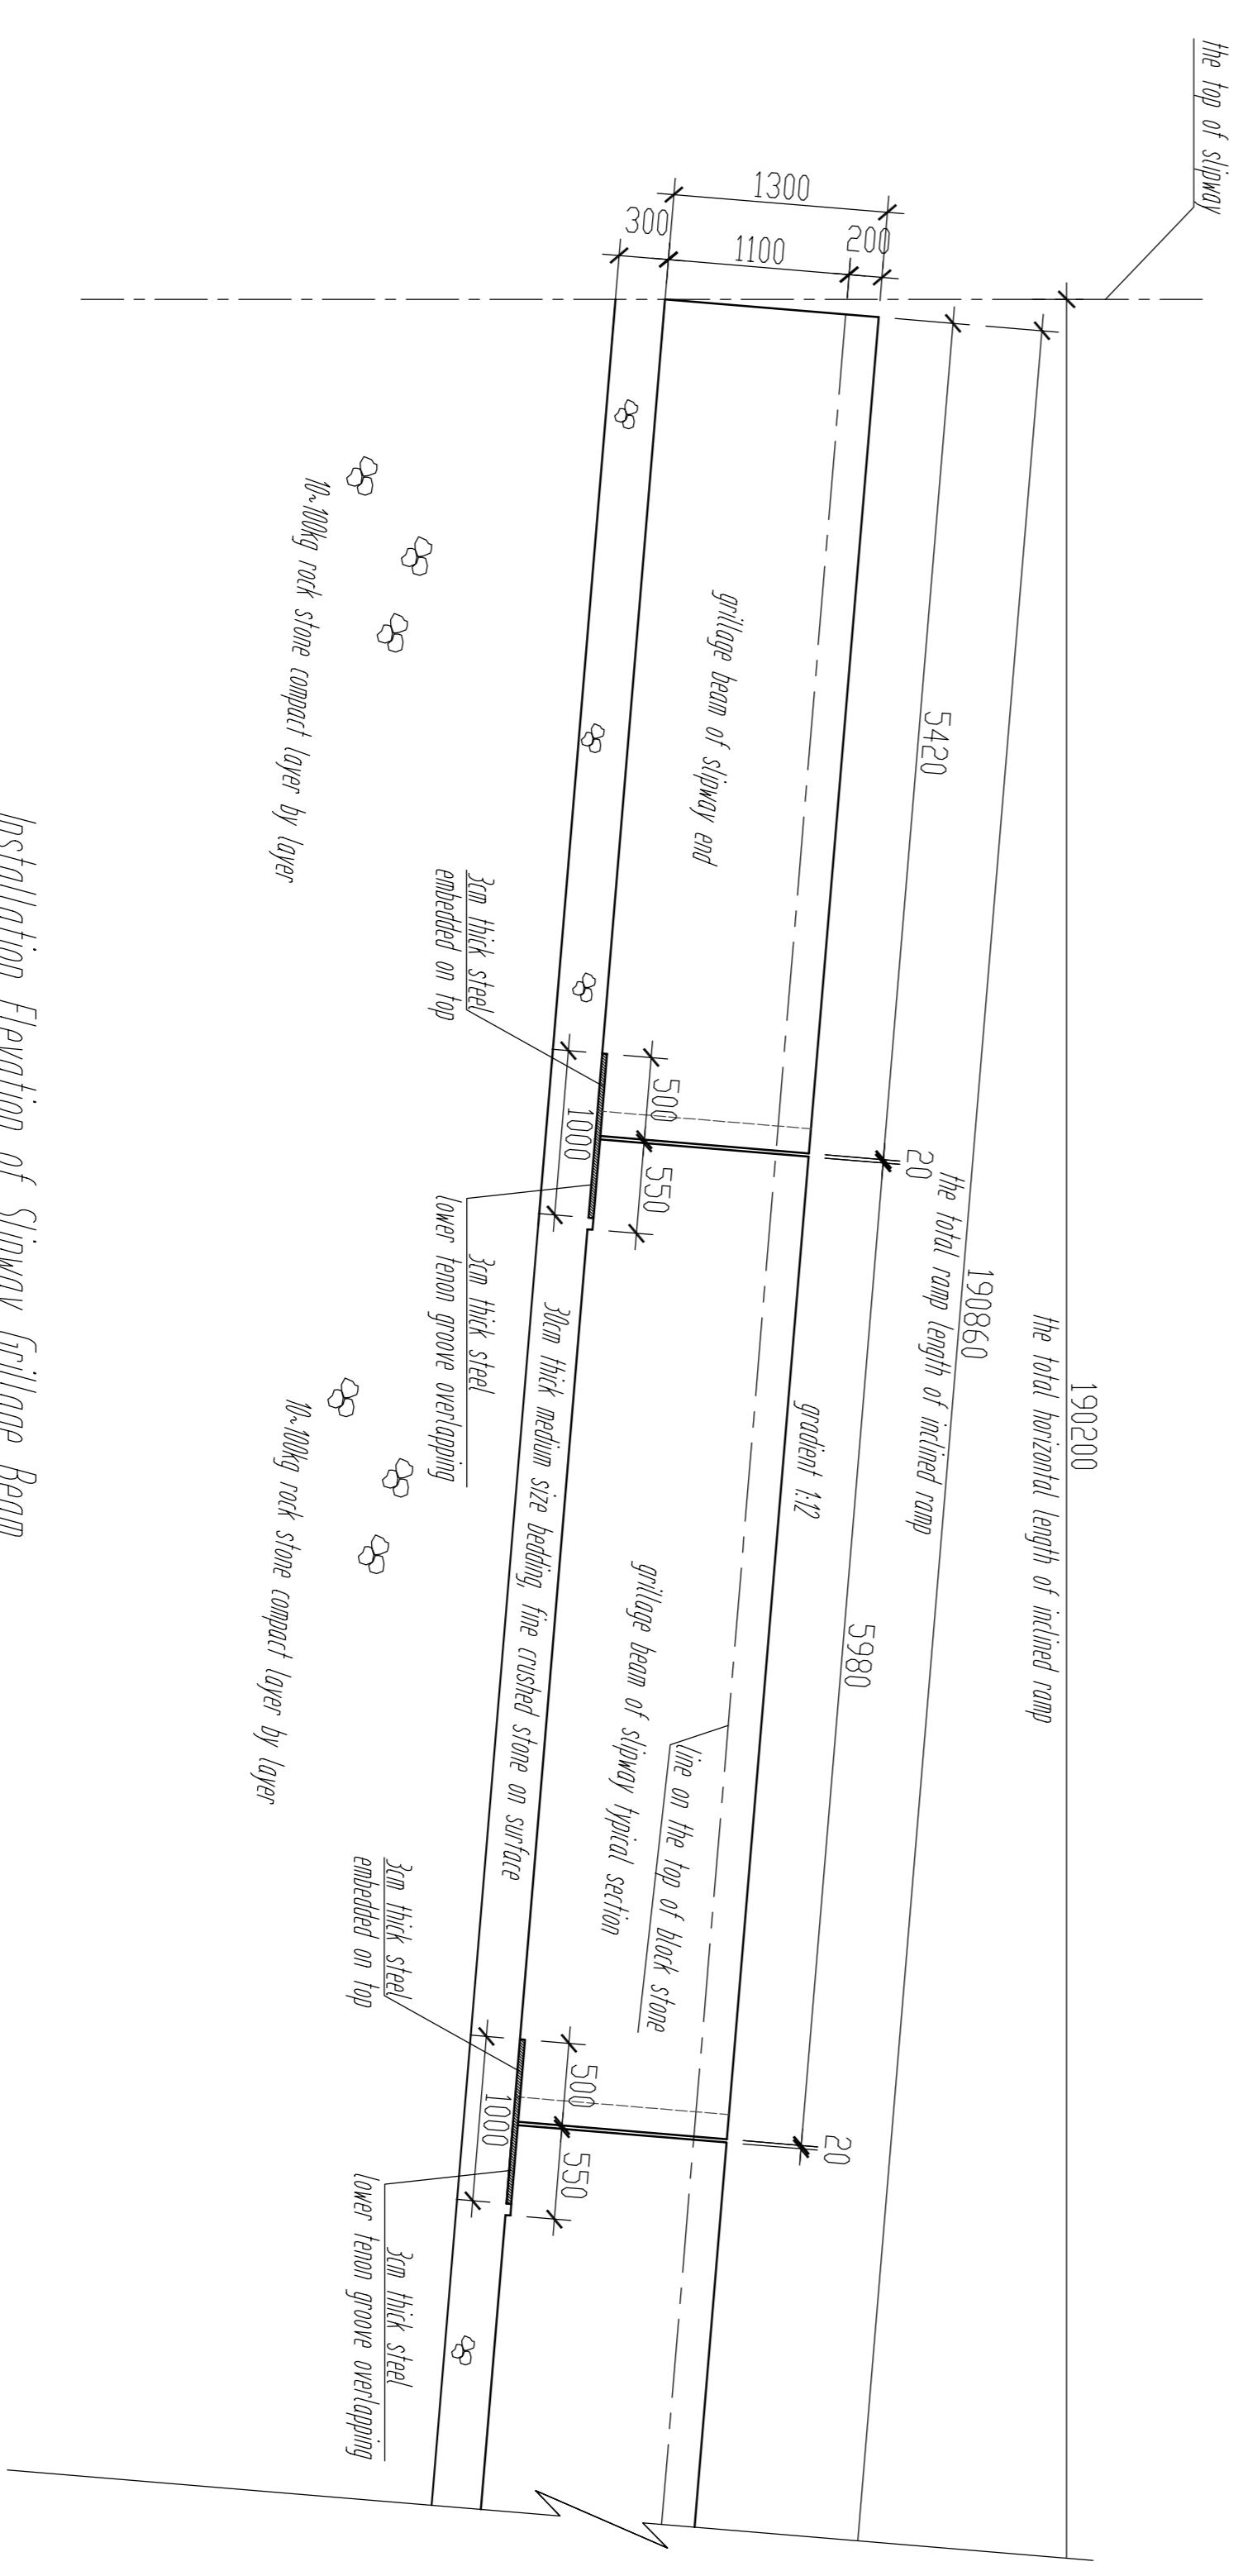 the top of slipway
190200
the total horizontal length of inclined ramp
190860
the total ramp length of inclined ramp
5420
20
5980
20
gradient 1:12
1300
200
1100
300
grillage beam of slipway end
line on the top of block stone
grillage beam of slipway typical section
500
550
1000
500
550
1000
30cm thick medium size bedding, fine crushed stone on surface
3cm thick steel
embedded on top
3cm thick steel
lower tenon groove overlapping
3cm thick steel
embedded on top
3cm thick steel
lower tenon groove overlapping
10~100kg rock stone compact layer by layer
10~100kg rock stone compact layer by layer
Installation Elevation of Slipway Grillage Beam